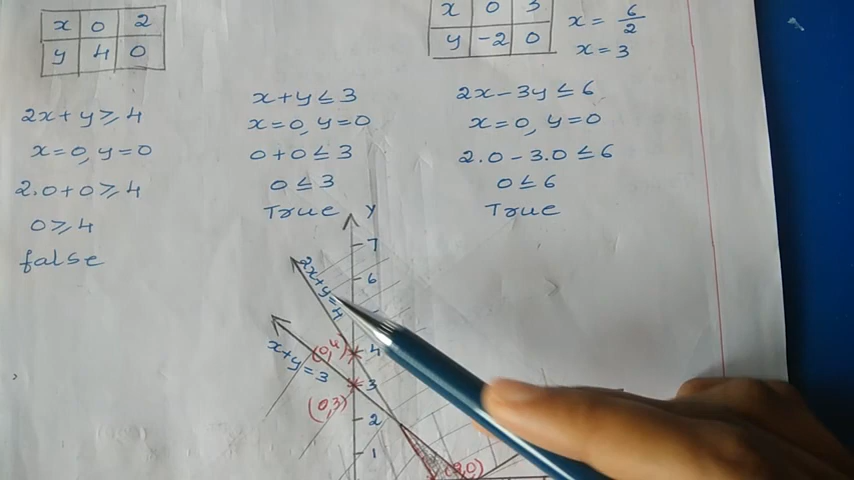 x 0 2
y 4 0
x 0 3
y -2 0
x = 6/2
x = 3
2x+y ≥ 4
x=0, y=0
2.0+0 ≥ 4
0 ≥ 4
false
x+y ≤ 3
x=0, y=0
0+0 ≤ 3
0 ≤ 3
True
2x-3y ≤ 6
x=0, y=0
2.0-3.0 ≤ 6
0 ≤ 6
True
Y
7
6
2x+y=4
(0,4) 4
x+y=3
3
(0,3)
2
1